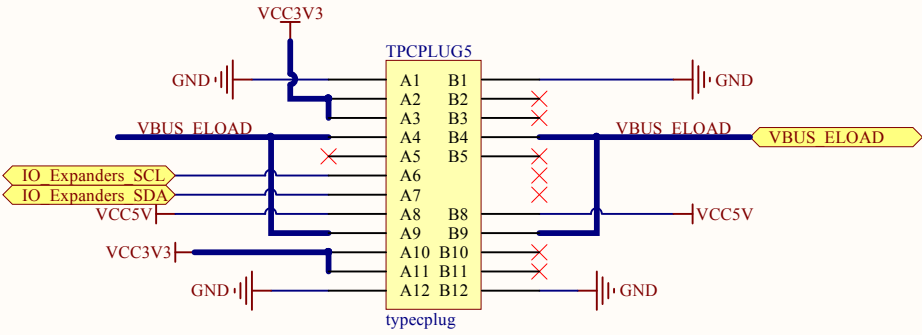 VCC3V3
TPCPLUG5
GND A1 B1 GND
A2 B2
A3 B3
VBUS_ELOAD A4 B4 VBUS_ELOAD VBUS_ELOAD
A5 B5
IO_Expanders_SCL A6
IO_Expanders_SDA A7
VCC5V A8 B8 VCC5V
A9 B9
VCC3V3 A10 B10
A11 B11
GND A12 B12 GND
typecplug